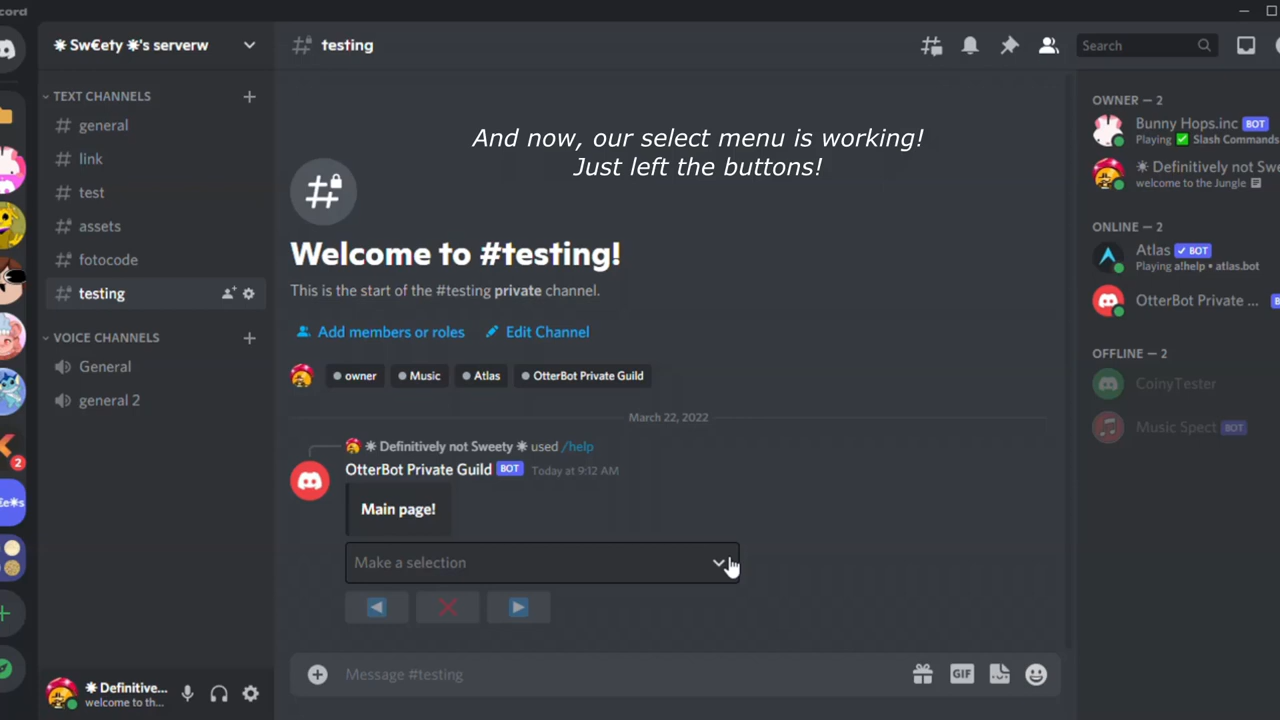 cord
✷ Sw€ety ✷'s serverw
testing
Search
TEXT CHANNELS
general
link
test
assets
fotocode
testing
VOICE CHANNELS
General
general 2
And now, our select menu is working!
Just left the buttons!
Welcome to #testing!
This is the start of the #testing private channel.
Add members or roles
Edit Channel
owner
Music
Atlas
OtterBot Private Guild
March 22, 2022
✷ Definitively not Sweety ✷ used /help
OtterBot Private Guild BOT Today at 9:12 AM
Main page!
Make a selection
Message #testing
GIF
OWNER — 2
Bunny Hops.inc BOT
Playing ✅ Slash Commands
✷ Definitively not Swe
welcome to the Jungle
ONLINE — 2
Atlas ✓ BOT
Playing a!help • atlas.bot
OtterBot Private ... B
OFFLINE — 2
CoinyTester
Music Spect BOT
2
€e✷s
✷ Definitive...
welcome to th...